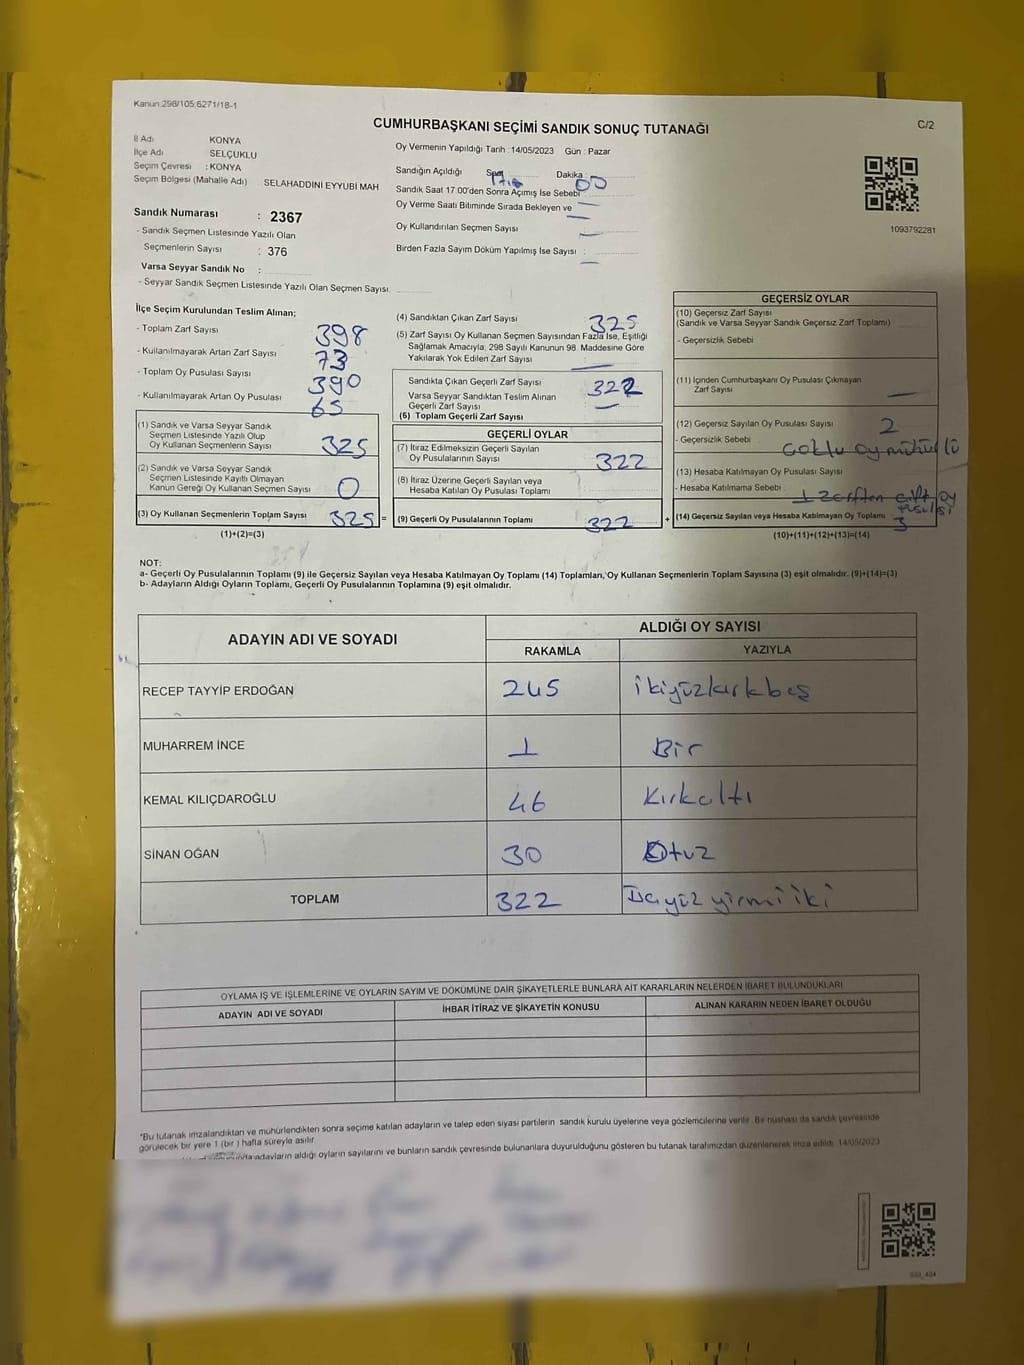 Kanun:298/105;6271/18-1
CUMHURBAŞKANI SEÇİMİ SANDIK SONUÇ TUTANAĞI
C/2
İl Adı KONYA
İlçe Adı SELÇUKLU
Seçim Çevresi : KONYA
Seçim Bölgesi (Mahalle Adı) SELAHADDINI EYYUBİ MAH
Sandık Numarası : 2367
- Sandık Seçmen Listesinde Yazılı Olan
Seçmenlerin Sayısı : 376
Varsa Seyyar Sandık No :
- Seyyar Sandık Seçmen Listesinde Yazılı Olan Seçmen Sayısı:
Oy Vermenin Yapıldığı Tarih :14/05/2023 Gün : Pazar
Sandığın Açıldığı Saat Dakika: 00
Sandık Saat 17:00'den Sonra Açımış İse Sebebi
Oy Verme Saati Bitiminde Sırada Bekleyen ve
Oy Kullandırılan Seçmen Sayısı
Birden Fazla Sayım Döküm Yapılmış İse Sayısı :
1093792281
İlçe Seçim Kurulundan Teslim Alınan;
- Toplam Zarf Sayısı 398
- Kullanılmayarak Artan Zarf Sayısı 73
- Toplam Oy Pusulası Sayısı 390
- Kullanılmayarak Artan Oy Pusulası 65
(1) Sandık ve Varsa Seyyar Sandık
Seçmen Listesinde Yazılı Olup
Oy Kullanan Seçmenlerin Sayısı 325
(2) Sandık ve Varsa Seyyar Sandık
Seçmen Listesinde Kayıtlı Olmayan
Kanun Gereği Oy Kullanan Seçmen Sayısı 0
(3) Oy Kullanan Seçmenlerin Toplam Sayısı 325 =
(1)+(2)=(3)
(4) Sandıktan Çıkan Zarf Sayısı 325
(5) Zarf Sayısı Oy Kullanan Seçmen Sayısından Fazla İse, Eşitliği
Sağlamak Amacıyla; 298 Sayılı Kanunun 98. Maddesine Göre
Yakılarak Yok Edilen Zarf Sayısı
Sandıkta Çıkan Geçerli Zarf Sayısı 322
Varsa Seyyar Sandıktan Teslim Alınan
Geçerli Zarf Sayısı
(6) Toplam Geçerli Zarf Sayısı
GEÇERLİ OYLAR
(7) İtiraz Edilmeksizin Geçerli Sayılan
Oy Pusulalarının Sayısı 322
(8) İtiraz Üzerine Geçerli Sayılan veya
Hesaba Katılan Oy Pusulası Toplamı
(9) Geçerli Oy Pusulalarının Toplamı 322 +
GEÇERSİZ OYLAR
(10) Geçersiz Zarf Sayısı
(Sandık ve Varsa Seyyar Sandık Geçersiz Zarf Toplamı)
- Geçersizlik Sebebi
(11) İçinden Cumhurbaşkanı Oy Pusulası Çıkmayan
Zarf Sayısı
(12) Geçersiz Sayılan Oy Pusulası Sayısı 2
- Geçersizlik Sebebi çoklu oy mühürlü
(13) Hesaba Katılmayan Oy Pusulası Sayısı
- Hesaba Katılmama Sebebi 1 zarftan çift oy
pusulası
(14) Geçersiz Sayılan veya Hesaba Katılmayan Oy Toplamı 3
(10)+(11)+(12)+(13)=(14)
NOT:
a- Geçerli Oy Pusulalarının Toplamı (9) ile Geçersiz Sayılan veya Hesaba Katılmayan Oy Toplamı (14) Toplamları, Oy Kullanan Seçmenlerin Toplam Sayısına (3) eşit olmalıdır. (9)+(14)=(3)
b- Adayların Aldığı Oyların Toplamı, Geçerli Oy Pusulalarının Toplamına (9) eşit olmalıdır.
ADAYIN ADI VE SOYADI
ALDIĞI OY SAYISI
RAKAMLA YAZIYLA
RECEP TAYYİP ERDOĞAN 245 ikiyüzkırkbeş
MUHARREM İNCE 1 Bir
KEMAL KILIÇDAROĞLU 46 Kırkaltı
SİNAN OĞAN 30 Otuz
TOPLAM 322 yirmiiki
OYLAMA İŞ VE İŞLEMLERİNE VE OYLARIN SAYIM VE DÖKÜMÜNE DAİR ŞİKAYETLERLE BUNLARA AİT KARARLARIN NELERDEN İBARET BULUNDUKLARI
ADAYIN ADI VE SOYADI İHBAR İTİRAZ VE ŞİKAYETİN KONUSU ALINAN KARARIN NEDEN İBARET OLDUĞU
*Bu tutanak imzalandıktan ve mühürlendikten sonra seçime katılan adayların ve talep eden siyasi partilerin sandık kurulu üyelerine veya gözlemcilerine verilir. Bir nüshası da sandık çevresinde
görülecek bir yere 1 (bir ) hafta süreyle asılır.
adayların aldığı oyların sayılarını ve bunların sandık çevresinde bulunanlara duyurulduğunu gösteren bu tutanak tarafımızdan düzenlenerek imza edildi. 14/05/2023